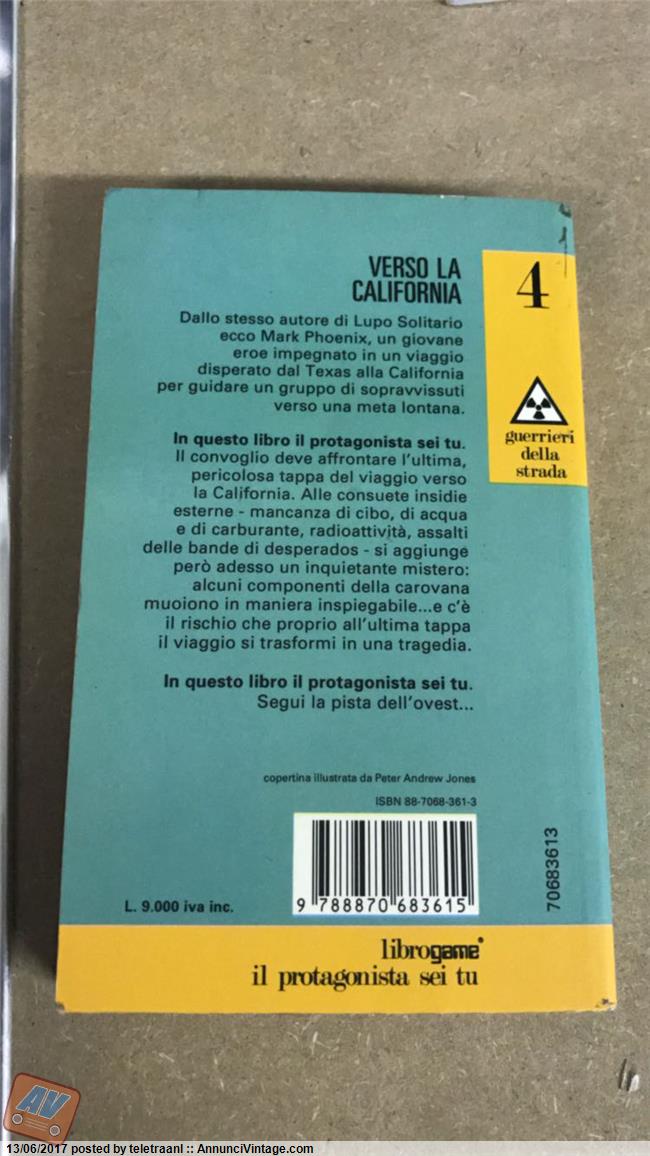 VERSO LA
CALIFORNIA
Dallo stesso autore di Lupo Solitario
ecco Mark Phoenix, un giovane
eroe impegnato in un viaggio
disperato dal Texas alla California
per guidare un gruppo di sopravvissuti
verso una meta lontana.
In questo libro il protagonista sei tu.
Il convoglio deve affrontare l'ultima,
pericolosa tappa del viaggio verso
la California. Alle consuete insidie
esterne - mancanza di cibo, di acqua
e di carburante, radioattività, assalti
delle bande di desperados - si aggiunge
però adesso un inquietante mistero:
alcuni componenti della carovana
muoiono in maniera inspiegabile...e c'è
il rischio che proprio all'ultima tappa
il viaggio si trasformi in una tragedia.
In questo libro il protagonista sei tu.
Segui la pista dell'ovest...
4
guerrieri
della
strada
copertina illustrata da Peter Andrew Jones
ISBN 88-7068-361-3
9 788870 683615
70683613
L. 9.000 iva inc.
librogame®
il protagonista sei tu
AV
13/06/2017 posted by teletraanI :: AnnunciVintage.com